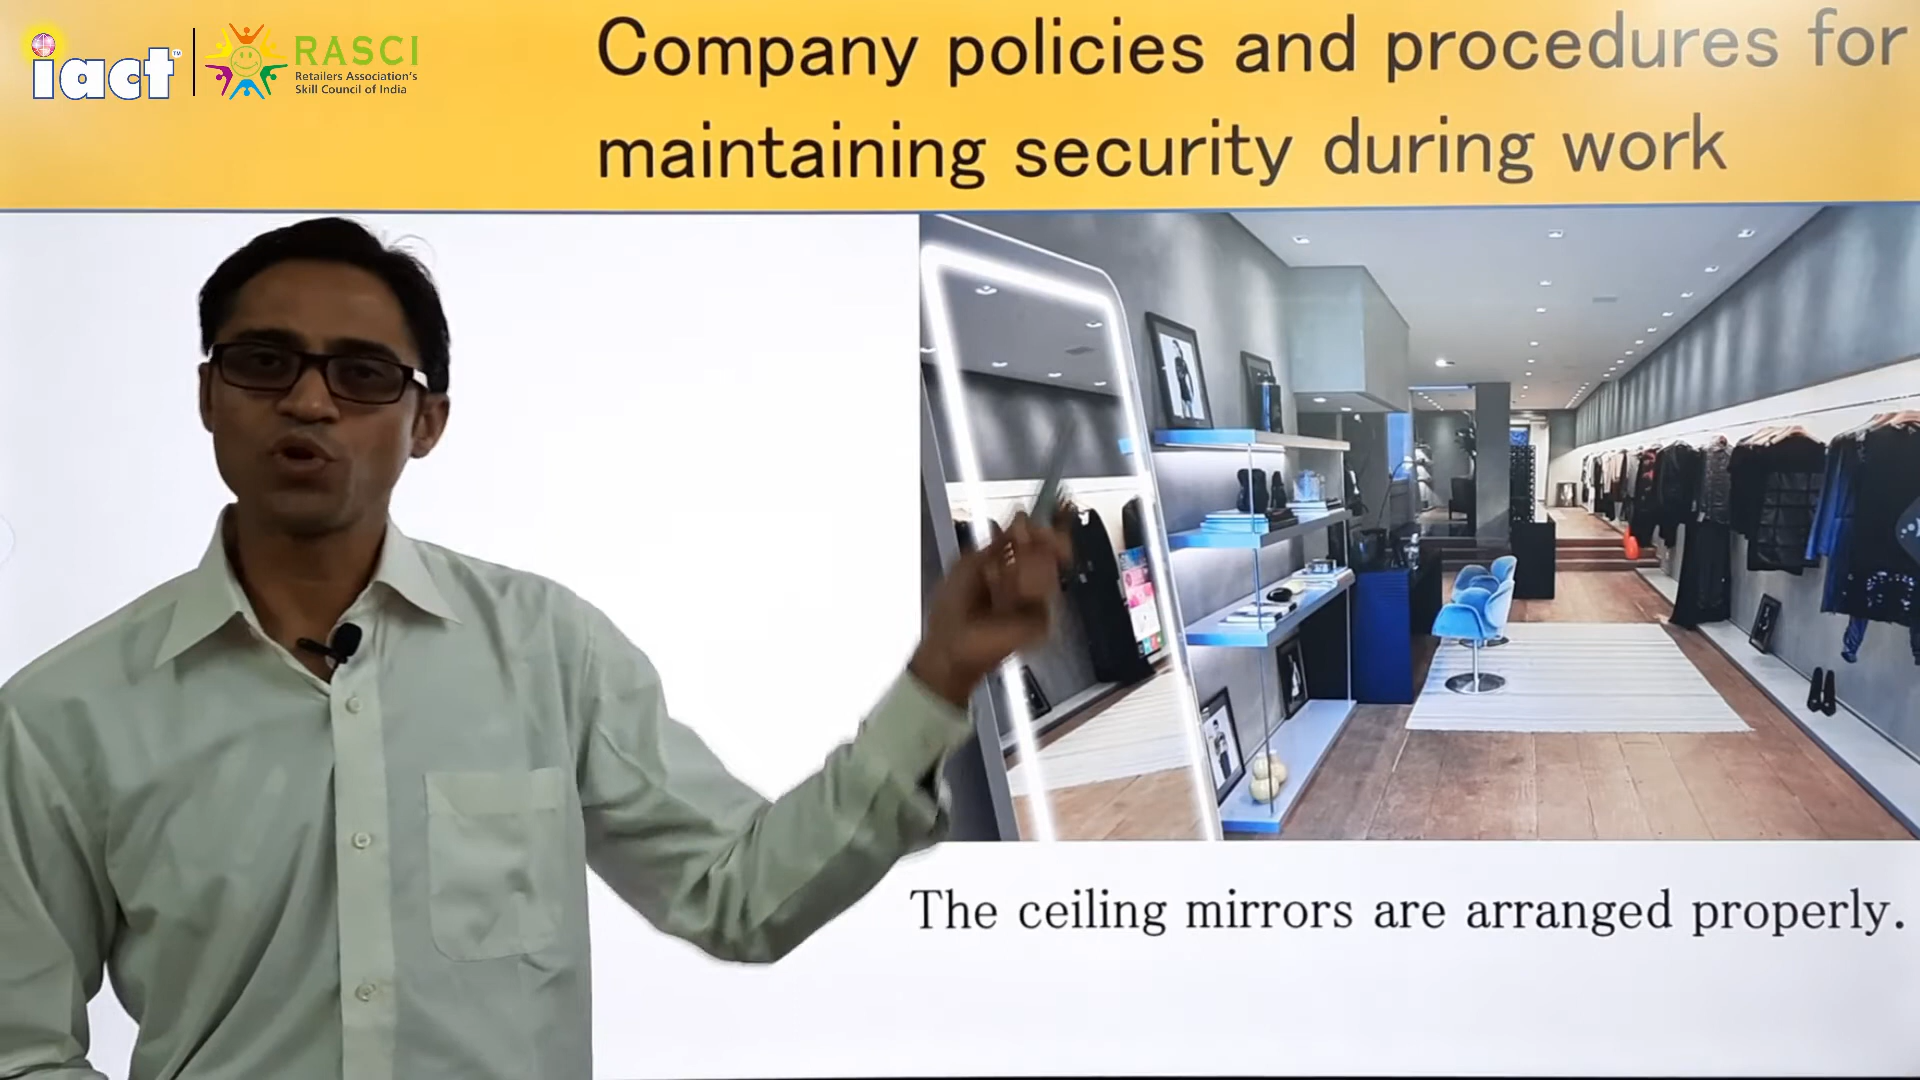 iact™
RASCI
Retailers Association's
Skill Council of India
Company policies and procedures for
maintaining security during work
The ceiling mirrors are arranged properly.